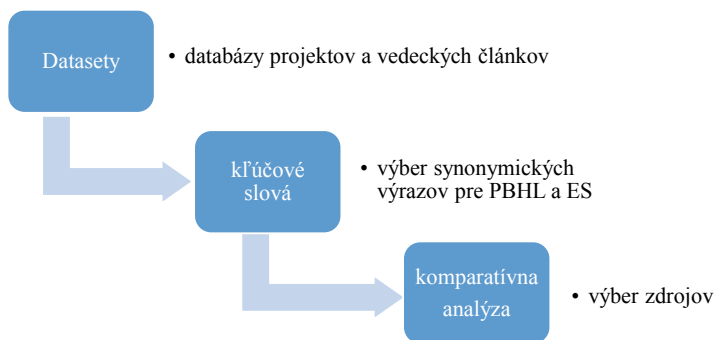 Datasety
• databázy projektov a vedeckých článkov
kľúčové
slová
• výber synonymických
výrazov pre PBHL a ES
komparatívna
analýza
• výber zdrojov